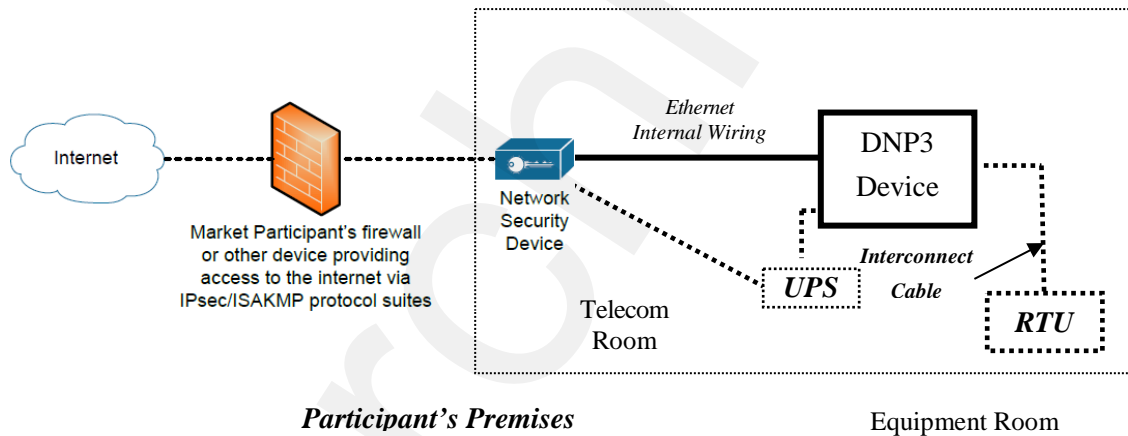 Internet
Market Participant's firewall
or other device providing
access to the internet via
IPsec/ISAKMP protocol suites
Network
Security
Device
Ethernet
Internal Wiring
DNP3
Device
UPS
Interconnect
Cable
RTU
Telecom
Room
Participant's Premises
Equipment Room